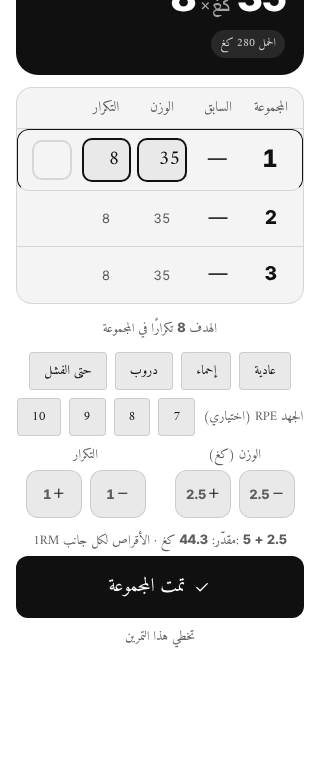 35 كغ × 8
الحمل 280 كغ
المجموعة السابق الوزن التكرار
1 — 35 8
2 — 35 8
3 — 35 8
الهدف 8 تكرارًا في المجموعة
عادية إحماء دروب حتى الفشل
الجهد RPE (اختياري) 7 8 9 10
الوزن (كغ) التكرار
−2.5 +2.5 −1 +1
1RM مقدّر: 44.3 كغ · الأقراص لكل جانب: 5 + 2.5
✓ تمت المجموعة
تخطي هذا التمرين